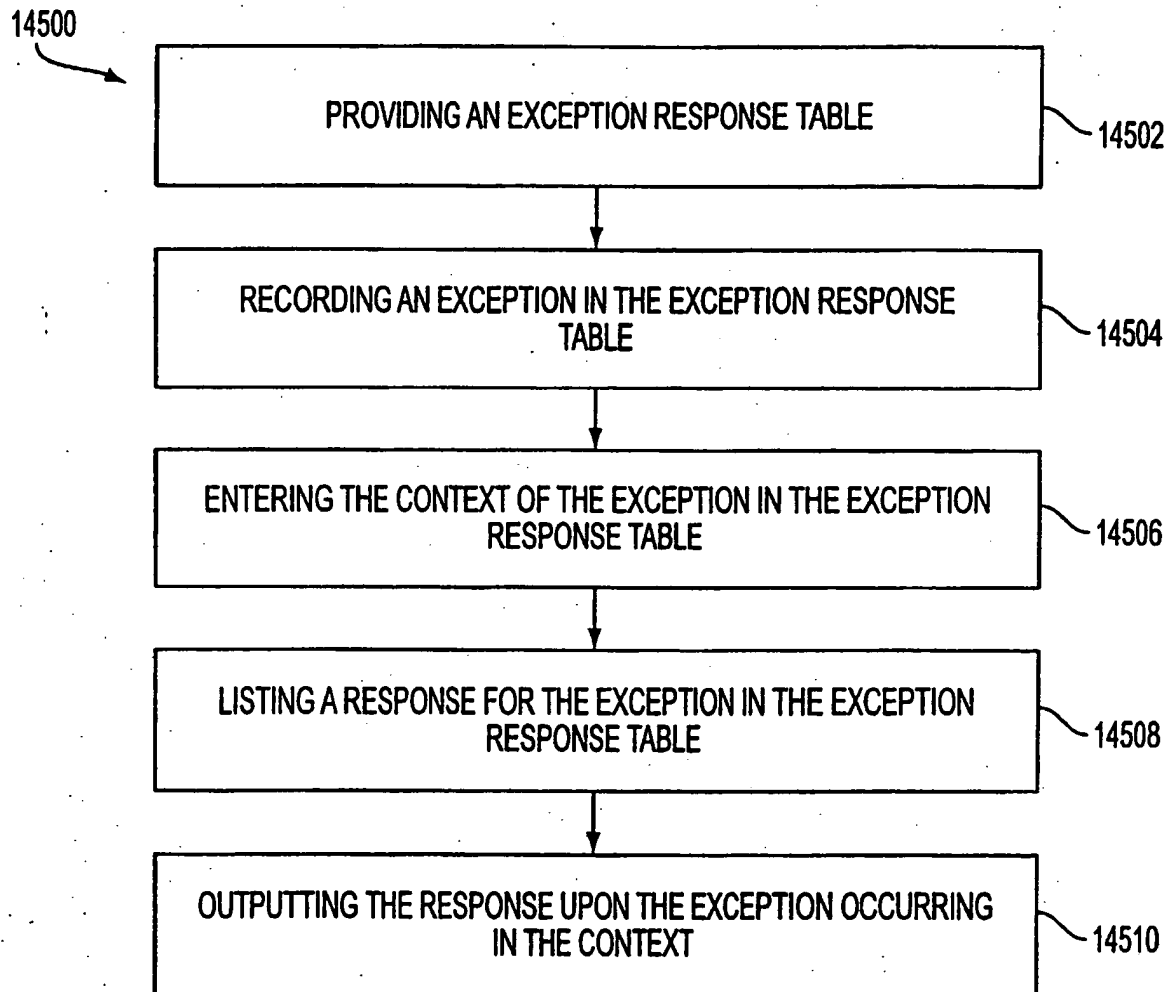 14500
PROVIDING AN EXCEPTION RESPONSE TABLE
14502
RECORDING AN EXCEPTION IN THE EXCEPTION RESPONSE
TABLE
14504
ENTERING THE CONTEXT OF THE EXCEPTION IN THE EXCEPTION
RESPONSE TABLE
14506
LISTING A RESPONSE FOR THE EXCEPTION IN THE EXCEPTION
RESPONSE TABLE
14508
OUTPUTTING THE RESPONSE UPON THE EXCEPTION OCCURRING
IN THE CONTEXT
14510